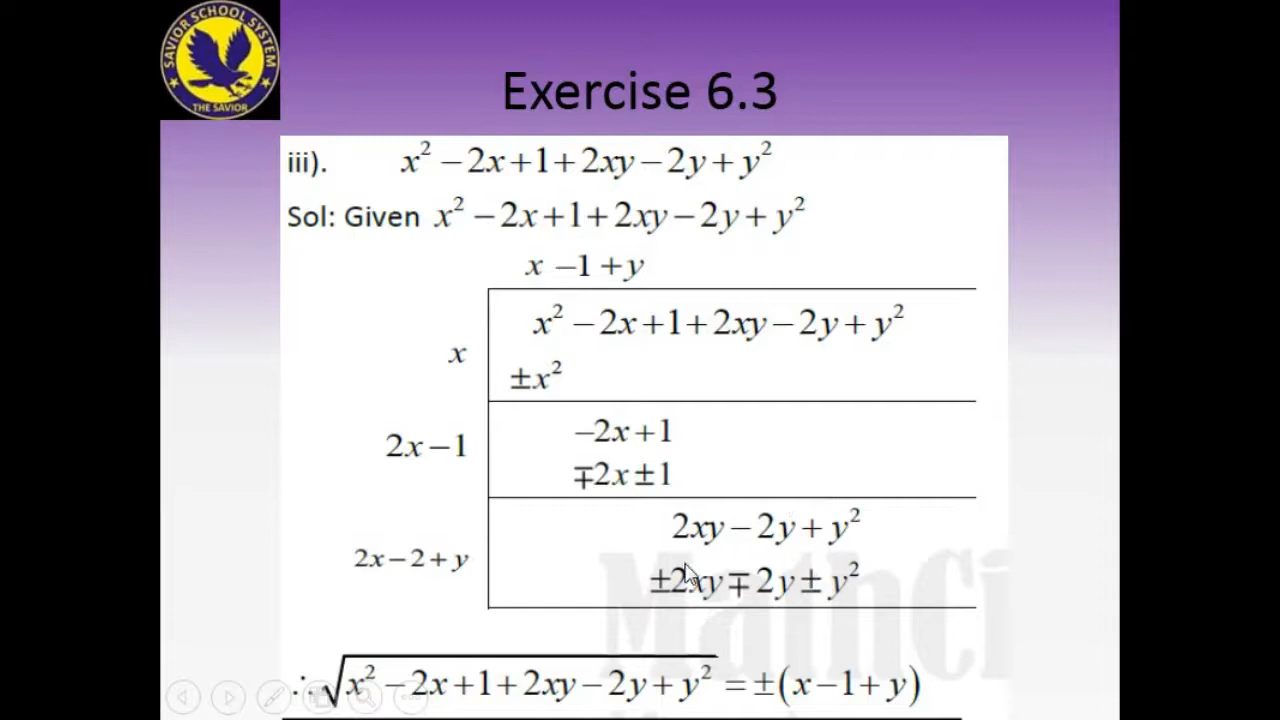 SAVIOR SCHOOL SYSTEM
THE SAVIOR
Exercise 6.3
iii). x² − 2x + 1 + 2xy − 2y + y²
Sol: Given x² − 2x + 1 + 2xy − 2y + y²
x − 1 + y
x² − 2x + 1 + 2xy − 2y + y²
x
±x²
−2x + 1
2x − 1
∓2x ± 1
2xy − 2y + y²
2x − 2 + y
±2xy ∓ 2y ± y²
MathCi
∴ √(x² − 2x + 1 + 2xy − 2y + y²) = ±(x − 1 + y)